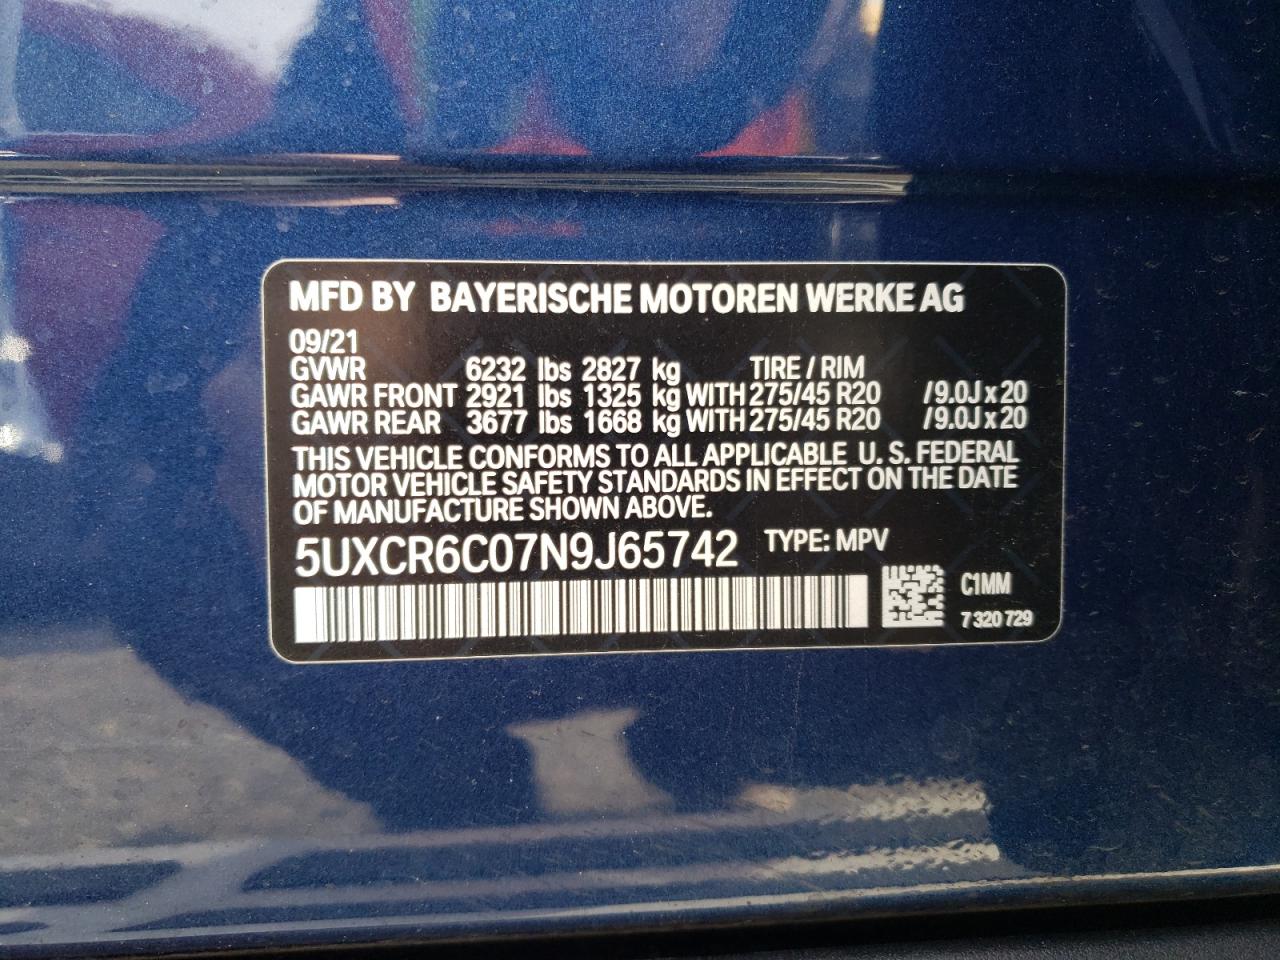 MFD BY BAYERISCHE MOTOREN WERKE AG
09/21
GVWR 6232 lbs 2827 kg TIRE / RIM
GAWR FRONT 2921 lbs 1325 kg WITH 275/45 R20 /9.0J x 20
GAWR REAR 3677 lbs 1668 kg WITH 275/45 R20 /9.0J x 20
THIS VEHICLE CONFORMS TO ALL APPLICABLE U. S. FEDERAL
MOTOR VEHICLE SAFETY STANDARDS IN EFFECT ON THE DATE
OF MANUFACTURE SHOWN ABOVE.
5UXCR6C07N9J65742 TYPE: MPV
C1MM
7 320 729